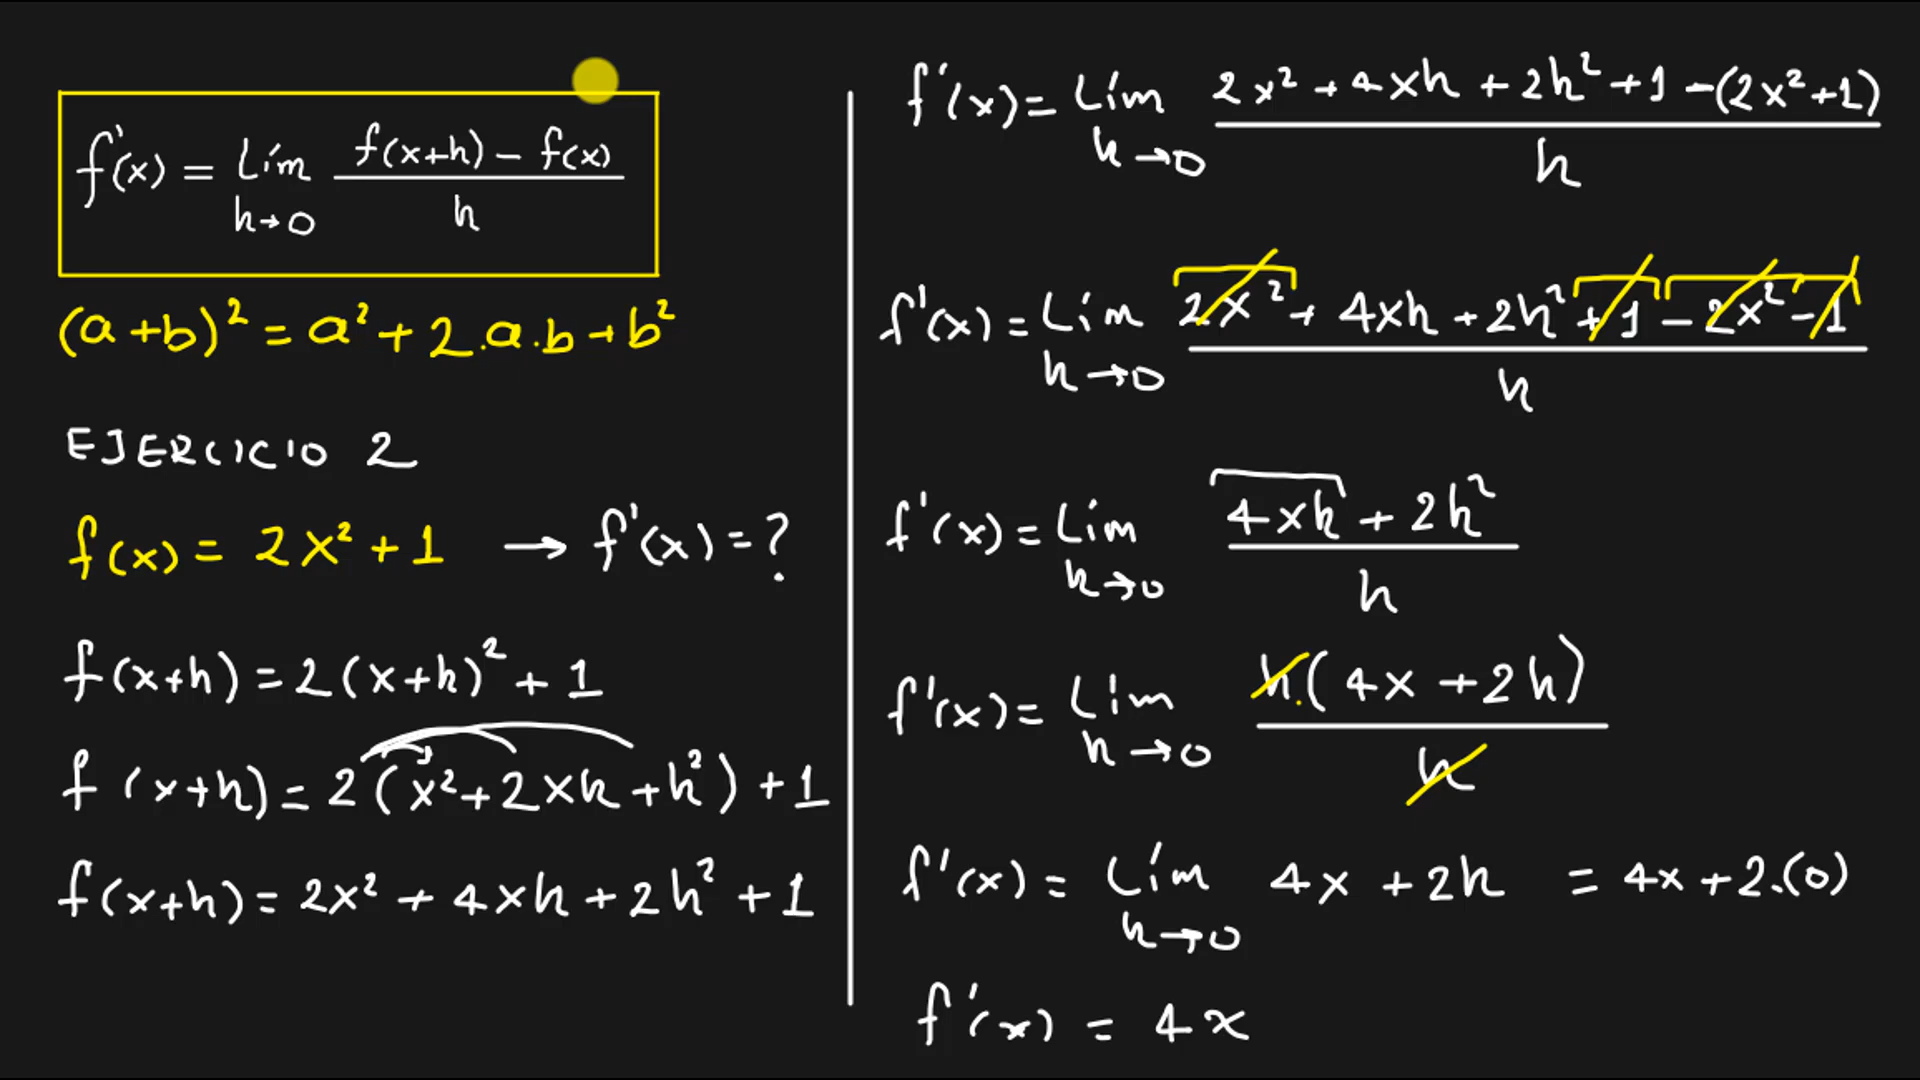 f'(x) = Lím h→0 (f(x+h) - f(x)) / h
(a+b)² = a² + 2.a.b + b²
EJERCICIO 2
f(x) = 2x² + 1 → f'(x) = ?
f(x+h) = 2(x+h)² + 1
f(x+h) = 2(x² + 2xh + h²) + 1
f(x+h) = 2x² + 4xh + 2h² + 1
f'(x) = Lím h→0 (2x² + 4xh + 2h² + 1 - (2x² + 1)) / h
f'(x) = Lím h→0 (2x² + 4xh + 2h² + 1 - 2x² - 1) / h
f'(x) = Lím h→0 (4xh + 2h²) / h
f'(x) = Lím h→0 h.(4x + 2h) / h
f'(x) = Lím h→0 4x + 2h = 4x + 2.(0)
f'(x) = 4x